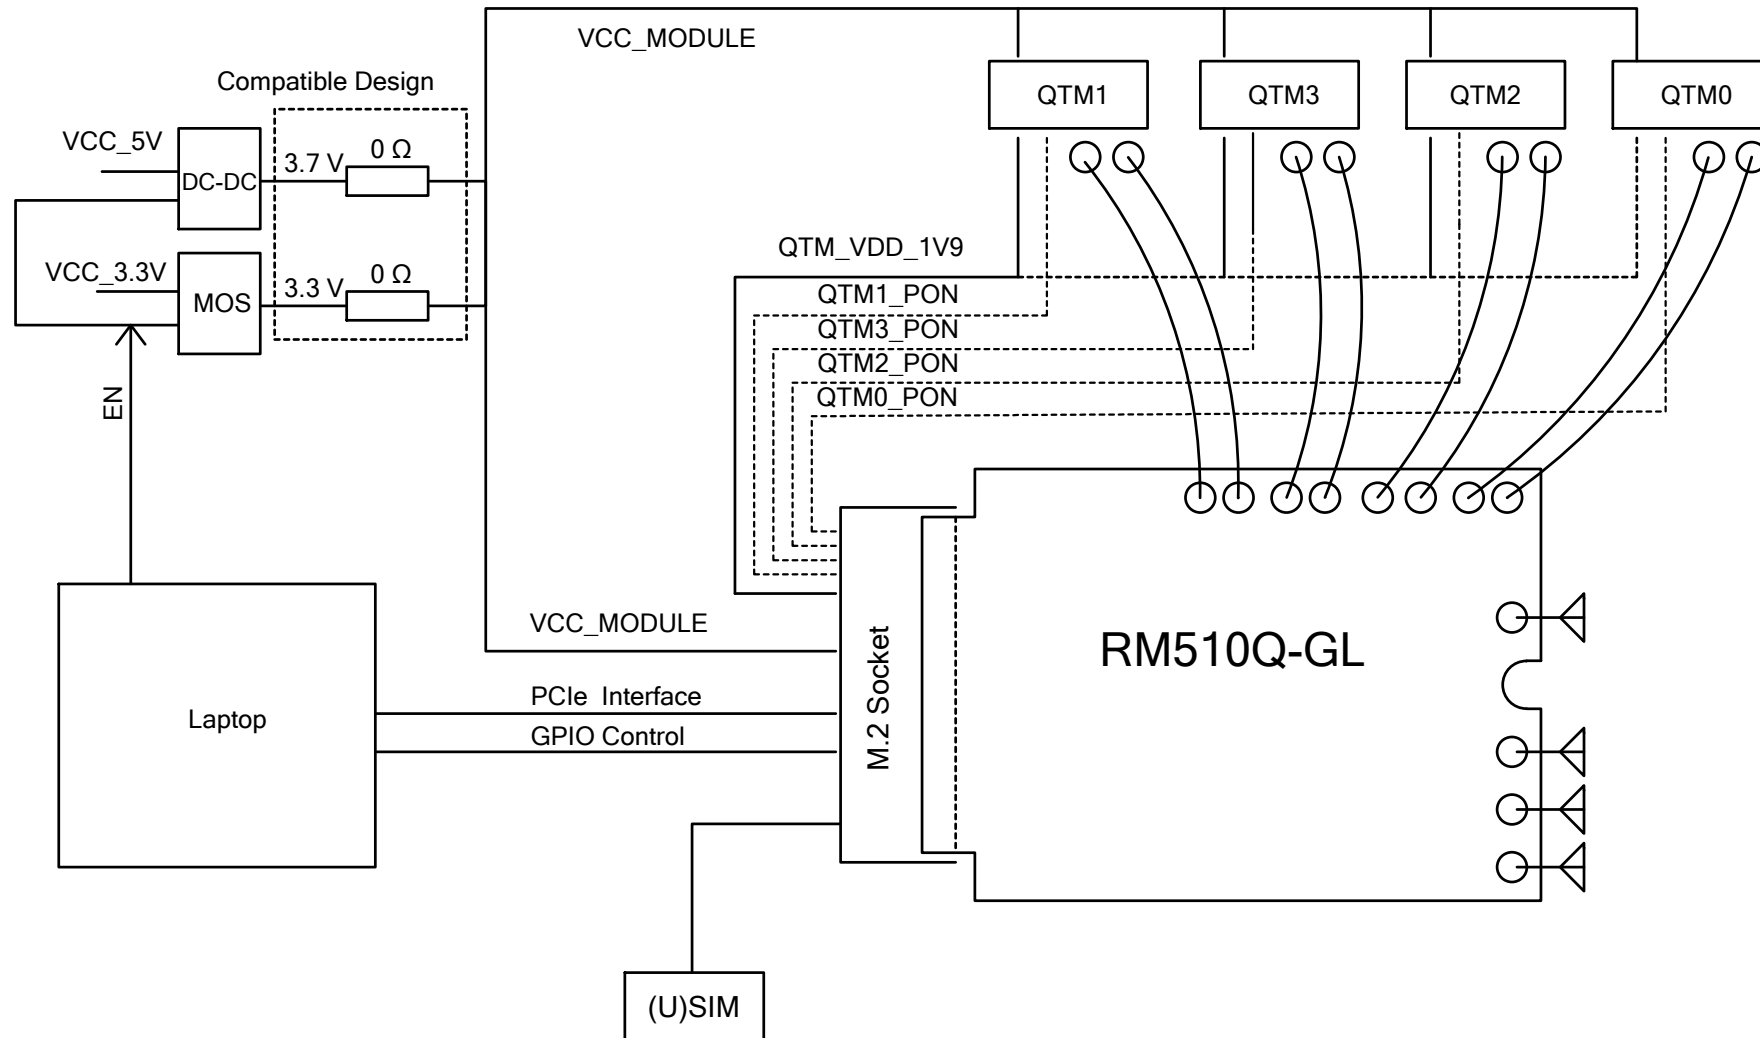 VCC_MODULE
Compatible Design
QTM1
QTM3
QTM2
QTM0
VCC_5V
DC-DC
3.7 V
0 Ω
VCC_3.3V
MOS
3.3 V
0 Ω
QTM_VDD_1V9
QTM1_PON
QTM3_PON
QTM2_PON
QTM0_PON
EN
VCC_MODULE
RM510Q-GL
M.2 Socket
PCIe Interface
Laptop
GPIO Control
(U)SIM